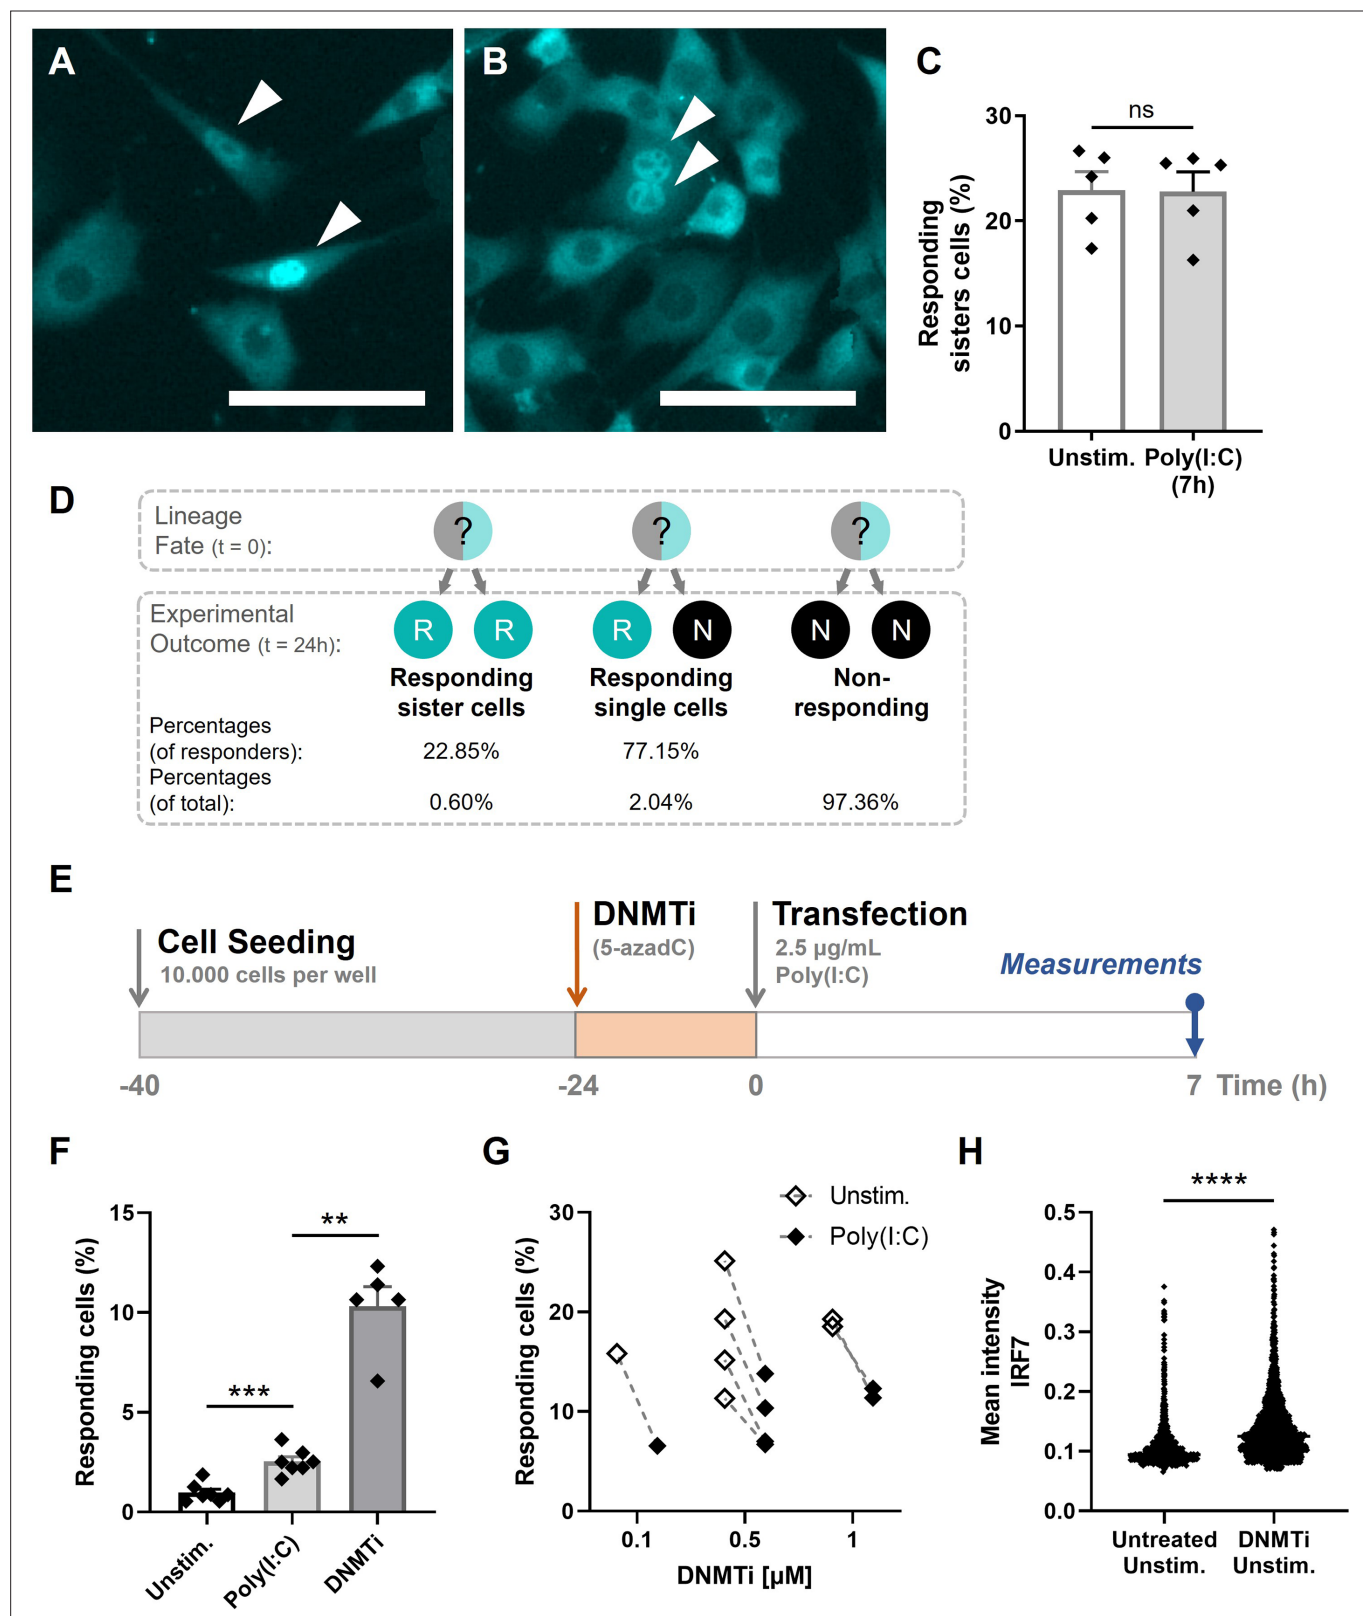 A
B
C
30
20
10
0
Responding
sisters cells (%)
ns
Unstim.
Poly(I:C)
(7h)
D
Lineage
Fate (t = 0):
? ? ?
Experimental
Outcome (t = 24h):
R R R N N N
Responding
sister cells
Responding
single cells
Non-
responding
Percentages
(of responders):
22.85% 77.15%
Percentages
(of total):
0.60% 2.04% 97.36%
E
Cell Seeding
10.000 cells per well
DNMTi
(5-azadC)
Transfection
2.5 µg/mL
Poly(I:C)
Measurements
-40 -24 0 7 Time (h)
F
Responding cells (%)
15
10
5
0
***
**
Unstim.
Poly(I:C)
DNMTi
G
Responding cells (%)
30
20
10
0
Unstim.
Poly(I:C)
0.1 0.5 1
DNMTi [µM]
H
Mean intensity
IRF7
0.5
0.4
0.3
0.2
0.1
0.0
****
Untreated
Unstim.
DNMTi
Unstim.